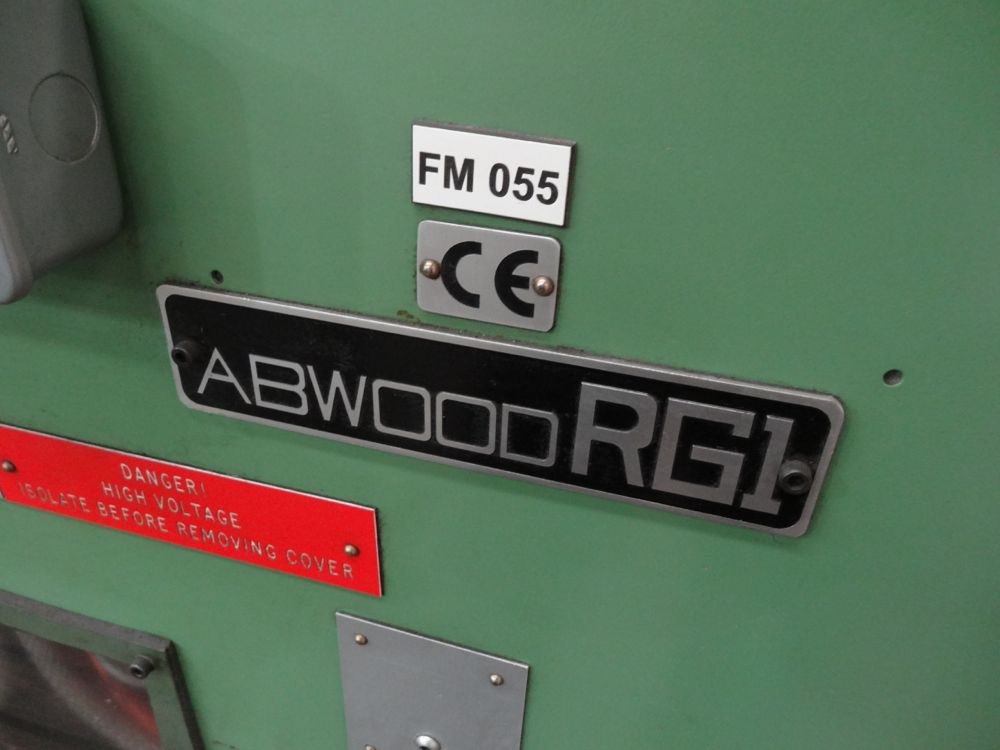 FM 055
CE
ABWOOD RG1
DANGER!
HIGH VOLTAGE
ISOLATE BEFORE REMOVING COVER